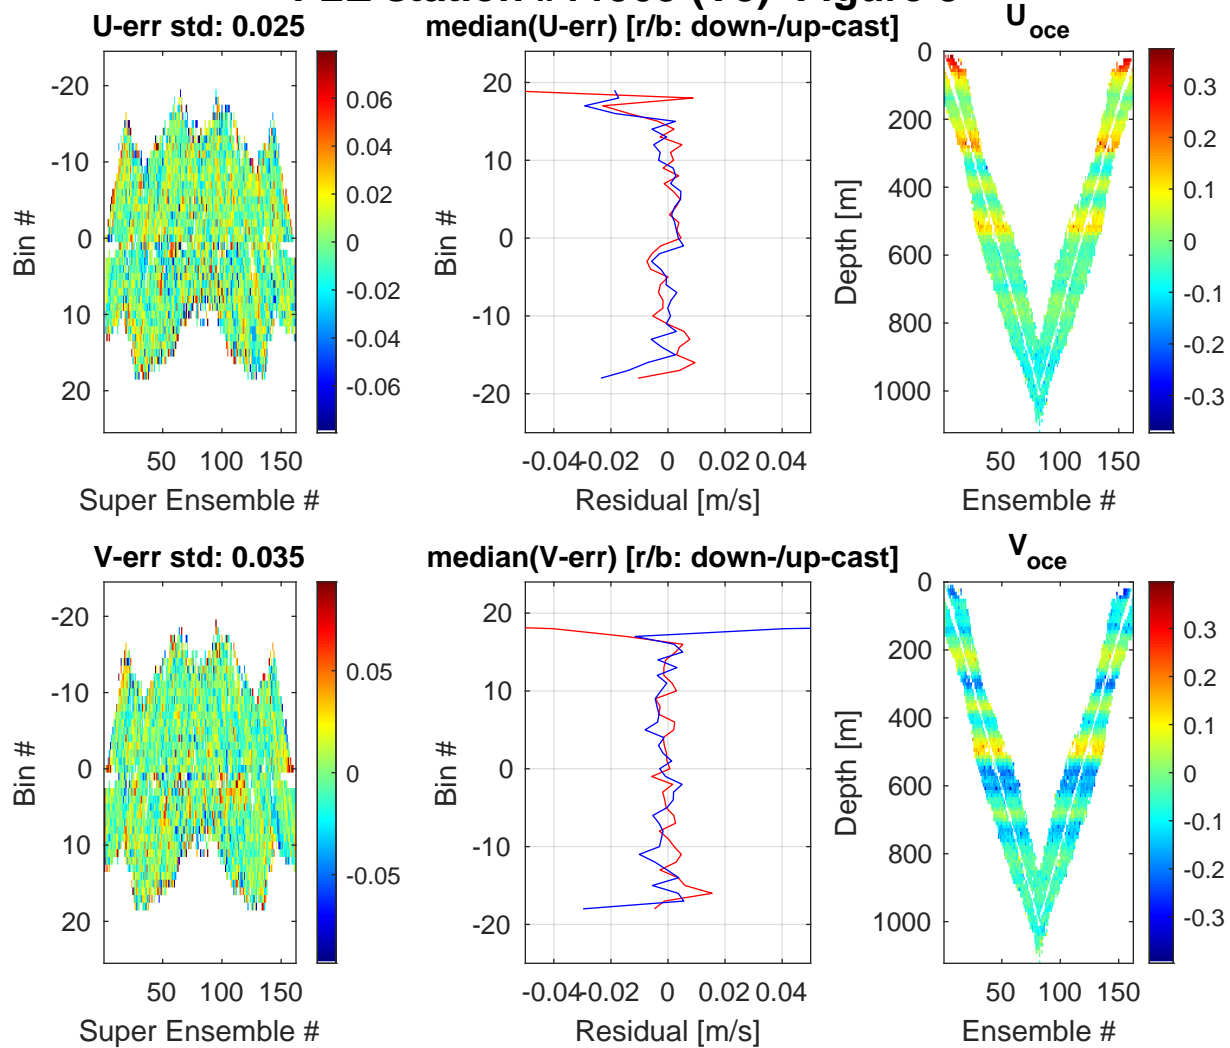 U-err std: 0.025
median(U-err) [r/b: down-/up-cast]
U oce
-20
-10
0
10
20
Bin #
50 100 150
Super Ensemble #
0.06
0.04
0.02
0
-0.02
-0.04
-0.06
20
10
0
-10
-20
Bin #
-0.04 -0.02 0 0.02 0.04
Residual [m/s]
0
200
400
600
800
1000
Depth [m]
50 100 150
Ensemble #
0.3
0.2
0.1
0
-0.1
-0.2
-0.3
V-err std: 0.035
median(V-err) [r/b: down-/up-cast]
V oce
-20
-10
0
10
20
Bin #
50 100 150
Super Ensemble #
0.05
0
-0.05
20
10
0
-10
-20
Bin #
-0.04 -0.02 0 0.02 0.04
Residual [m/s]
0
200
400
600
800
1000
Depth [m]
50 100 150
Ensemble #
0.3
0.2
0.1
0
-0.1
-0.2
-0.3